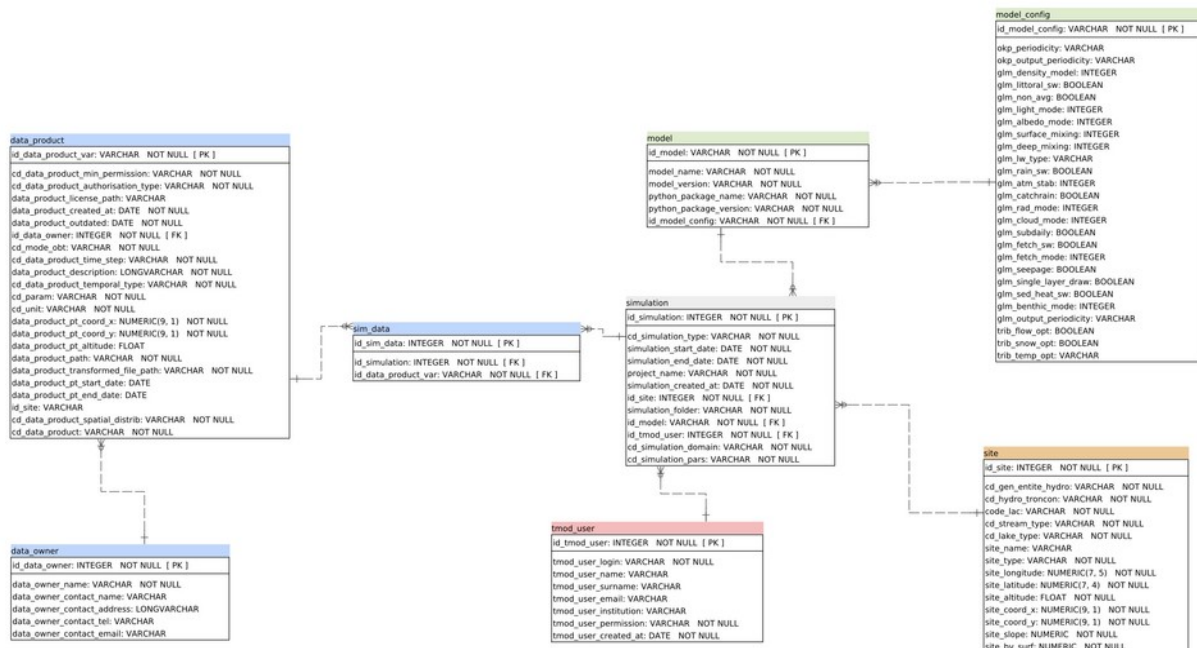 data_product
id_data_product_var: VARCHAR NOT NULL [ PK ]
cd_data_product_min_permission: VARCHAR NOT NULL
cd_data_product_authorisation_type: VARCHAR NOT NULL
data_product_license_path: VARCHAR
data_product_created_at: DATE NOT NULL
data_product_outdated: DATE NOT NULL
id_data_owner: INTEGER NOT NULL [ FK ]
cd_mode_obt: VARCHAR NOT NULL
cd_data_product_time_step: VARCHAR NOT NULL
data_product_description: LONGVARCHAR NOT NULL
cd_data_product_temporal_type: VARCHAR NOT NULL
cd_param: VARCHAR NOT NULL
cd_unit: VARCHAR NOT NULL
data_product_pt_coord_x: NUMERIC(9, 1) NOT NULL
data_product_pt_coord_y: NUMERIC(9, 1) NOT NULL
data_product_pt_altitude: FLOAT
data_product_path: VARCHAR NOT NULL
data_product_transformed_file_path: VARCHAR NOT NULL
data_product_pt_start_date: DATE
data_product_pt_end_date: DATE
id_site: VARCHAR
cd_data_product_spatial_distrib: VARCHAR NOT NULL
cd_data_product: VARCHAR NOT NULL
data_owner
id_data_owner: INTEGER NOT NULL [ PK ]
data_owner_name: VARCHAR NOT NULL
data_owner_contact_name: VARCHAR
data_owner_contact_address: LONGVARCHAR
data_owner_contact_tel: VARCHAR
data_owner_contact_email: VARCHAR
sim_data
id_sim_data: INTEGER NOT NULL [ PK ]
id_simulation: INTEGER NOT NULL [ FK ]
id_data_product_var: VARCHAR NOT NULL [ FK ]
model
id_model: VARCHAR NOT NULL [ PK ]
model_name: VARCHAR NOT NULL
model_version: VARCHAR NOT NULL
python_package_name: VARCHAR NOT NULL
python_package_version: VARCHAR NOT NULL
id_model_config: VARCHAR NOT NULL [ FK ]
simulation
id_simulation: INTEGER NOT NULL [ PK ]
cd_simulation_type: VARCHAR NOT NULL
simulation_start_date: DATE NOT NULL
simulation_end_date: DATE NOT NULL
project_name: VARCHAR NOT NULL
simulation_created_at: DATE NOT NULL
id_site: INTEGER NOT NULL [ FK ]
simulation_folder: VARCHAR NOT NULL
id_model: VARCHAR NOT NULL [ FK ]
id_tmod_user: INTEGER NOT NULL [ FK ]
cd_simulation_domain: VARCHAR NOT NULL
cd_simulation_pars: VARCHAR NOT NULL
tmod_user
id_tmod_user: INTEGER NOT NULL [ PK ]
tmod_user_login: VARCHAR NOT NULL
tmod_user_name: VARCHAR
tmod_user_surname: VARCHAR
tmod_user_email: VARCHAR
tmod_user_institution: VARCHAR
tmod_user_permission: VARCHAR NOT NULL
tmod_user_created_at: DATE NOT NULL
model_config
id_model_config: VARCHAR NOT NULL [ PK ]
okp_periodicity: VARCHAR
okp_output_periodicity: VARCHAR
glm_density_model: INTEGER
glm_littoral_sw: BOOLEAN
glm_non_avg: BOOLEAN
glm_light_mode: INTEGER
glm_albedo_mode: INTEGER
glm_surface_mixing: INTEGER
glm_deep_mixing: INTEGER
glm_lw_type: VARCHAR
glm_rain_sw: BOOLEAN
glm_atm_stab: INTEGER
glm_catchrain: BOOLEAN
glm_rad_mode: INTEGER
glm_cloud_mode: INTEGER
glm_subdaily: BOOLEAN
glm_fetch_sw: BOOLEAN
glm_fetch_mode: INTEGER
glm_seepage: BOOLEAN
glm_single_layer_draw: BOOLEAN
glm_sed_heat_sw: BOOLEAN
glm_benthic_mode: INTEGER
glm_output_periodicity: VARCHAR
trib_flow_opt: BOOLEAN
trib_snow_opt: BOOLEAN
trib_temp_opt: VARCHAR
site
id_site: INTEGER NOT NULL [ PK ]
cd_gen_entite_hydro: VARCHAR NOT NULL
cd_hydro_troncon: VARCHAR NOT NULL
code_lac: VARCHAR NOT NULL
cd_stream_type: VARCHAR NOT NULL
cd_lake_type: VARCHAR NOT NULL
site_name: VARCHAR
site_type: VARCHAR NOT NULL
site_longitude: NUMERIC(7, 5) NOT NULL
site_latitude: NUMERIC(7, 4) NOT NULL
site_altitude: FLOAT NOT NULL
site_coord_x: NUMERIC(9, 1) NOT NULL
site_coord_y: NUMERIC(9, 1) NOT NULL
site_slope: NUMERIC NOT NULL
NUMERIC NOT NULL